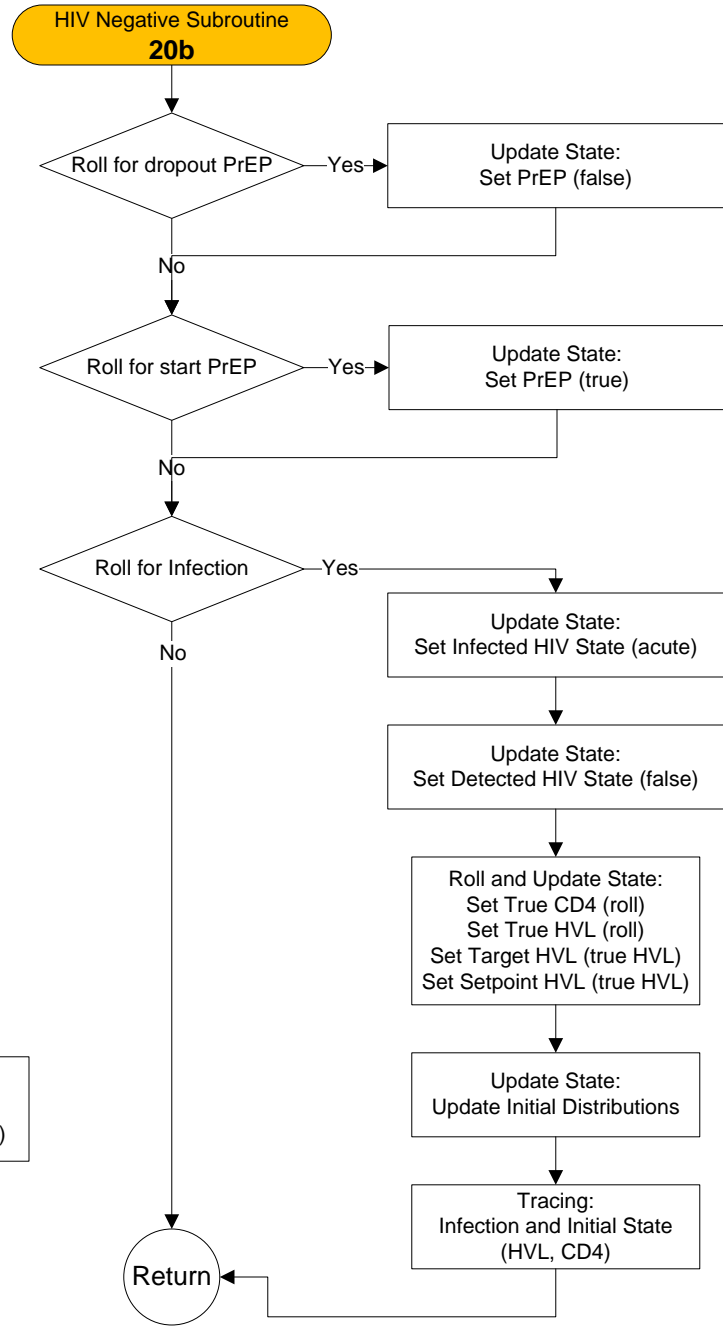 HIV Negative Subroutine
20b
Roll for dropout PrEP
Yes
Update State:
Set PrEP (false)
No
Roll for start PrEP
Yes
Update State:
Set PrEP (true)
No
Roll for Infection
Yes
No
Update State:
Set Infected HIV State (acute)
Update State:
Set Detected HIV State (false)
Roll and Update State:
Set True CD4 (roll)
Set True HVL (roll)
Set Target HVL (true HVL)
Set Setpoint HVL (true HVL)
Update State:
Update Initial Distributions
)
Tracing:
Infection and Initial State
(HVL, CD4)
Return